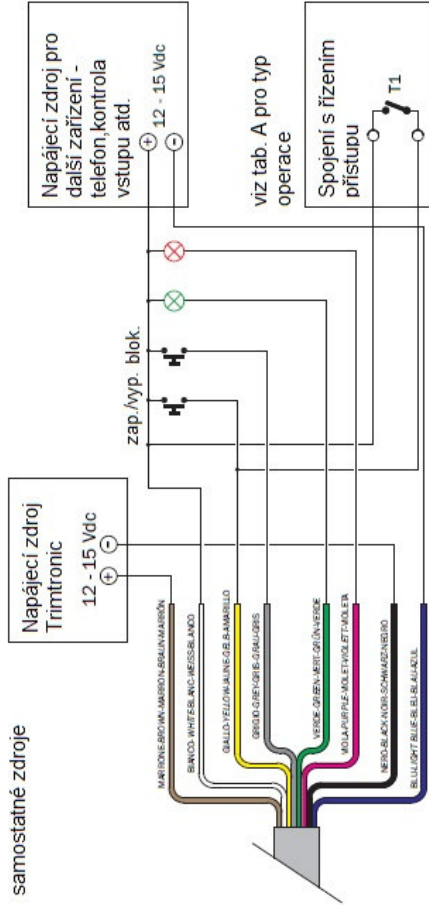 samostatné zdroje
Napájecí zdroj
Trimtronic
12 - 15 Vdc
+ -
Napájecí zdroj pro
další zařízení -
telefon,kontrola
vstupu atd.
+ 12 - 15 Vdc
-
zap./vyp. blok.
viz tab. A pro typ
operace
Spojení s řízením
přístupu
T1
MARRONE-BROWN-MARRON-BRAUN-MARRÓN
BIANCO-WHITE-BLANC-WEISS-BLANCO
GIALLO-YELLOW-JAUNE-GELB-AMARILLO
GRIGIO-GREY-GRIS-GRAU-GRIS
VERDE-GREEN-VERT-GRÜN-VERDE
VIOLA-PURPLE-VIOLET-VIOLETT-VIOLETA
NERO-BLACK-NOIR-SCHWARZ-NEGRO
BLU-LIGHT BLUE-BLEU-BLAU-AZUL